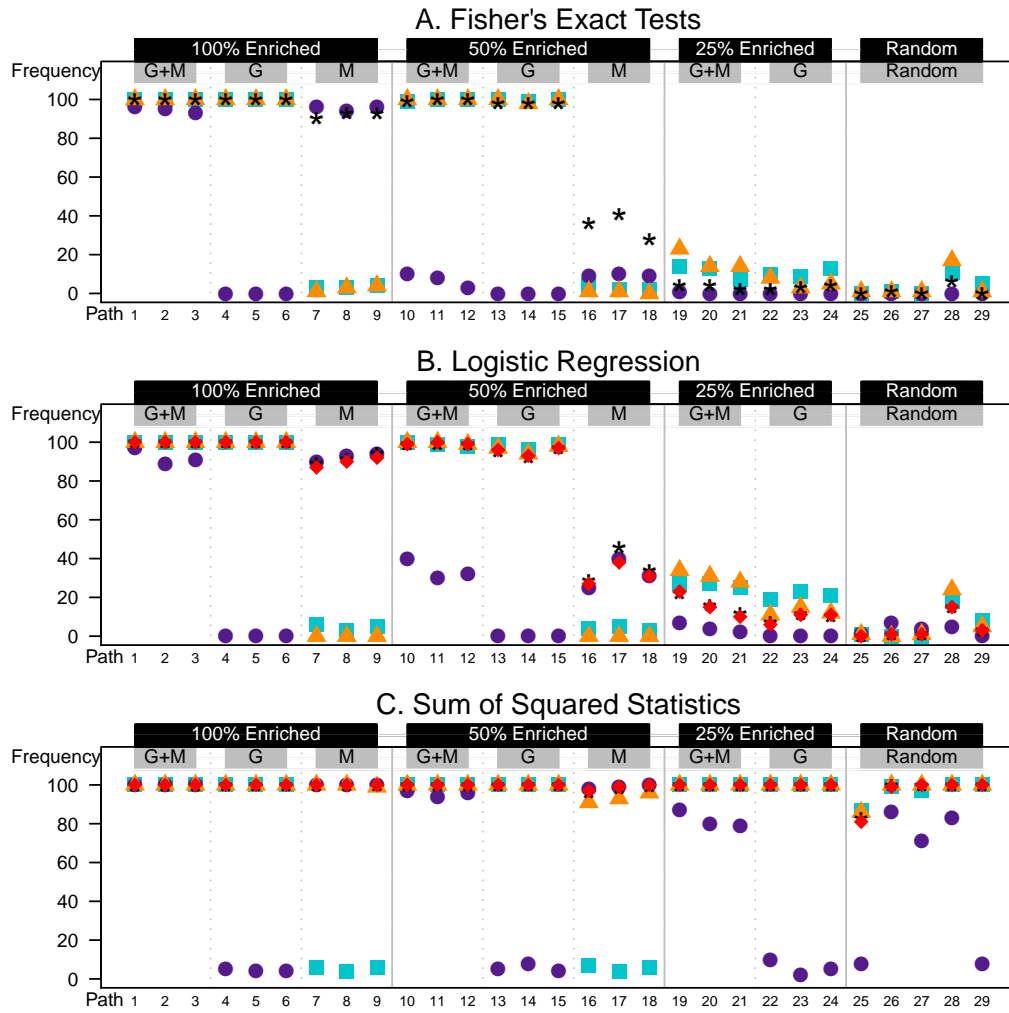 A. Fisher's Exact Tests
100% Enriched 50% Enriched 25% Enriched Random
Frequency G+M G M G+M G M G+M G Random
100
80
60
40
20
0
Path 1 2 3 4 5 6 7 8 9 10 11 12 13 14 15 16 17 18 19 20 21 22 23 24 25 26 27 28 29
B. Logistic Regression
100% Enriched 50% Enriched 25% Enriched Random
Frequency G+M G M G+M G M G+M G Random
100
80
60
40
20
0
Path 1 2 3 4 5 6 7 8 9 10 11 12 13 14 15 16 17 18 19 20 21 22 23 24 25 26 27 28 29
C. Sum of Squared Statistics
100% Enriched 50% Enriched 25% Enriched Random
Frequency G+M G M G+M G M G+M G Random
100
80
60
40
20
0
Path 1 2 3 4 5 6 7 8 9 10 11 12 13 14 15 16 17 18 19 20 21 22 23 24 25 26 27 28 29